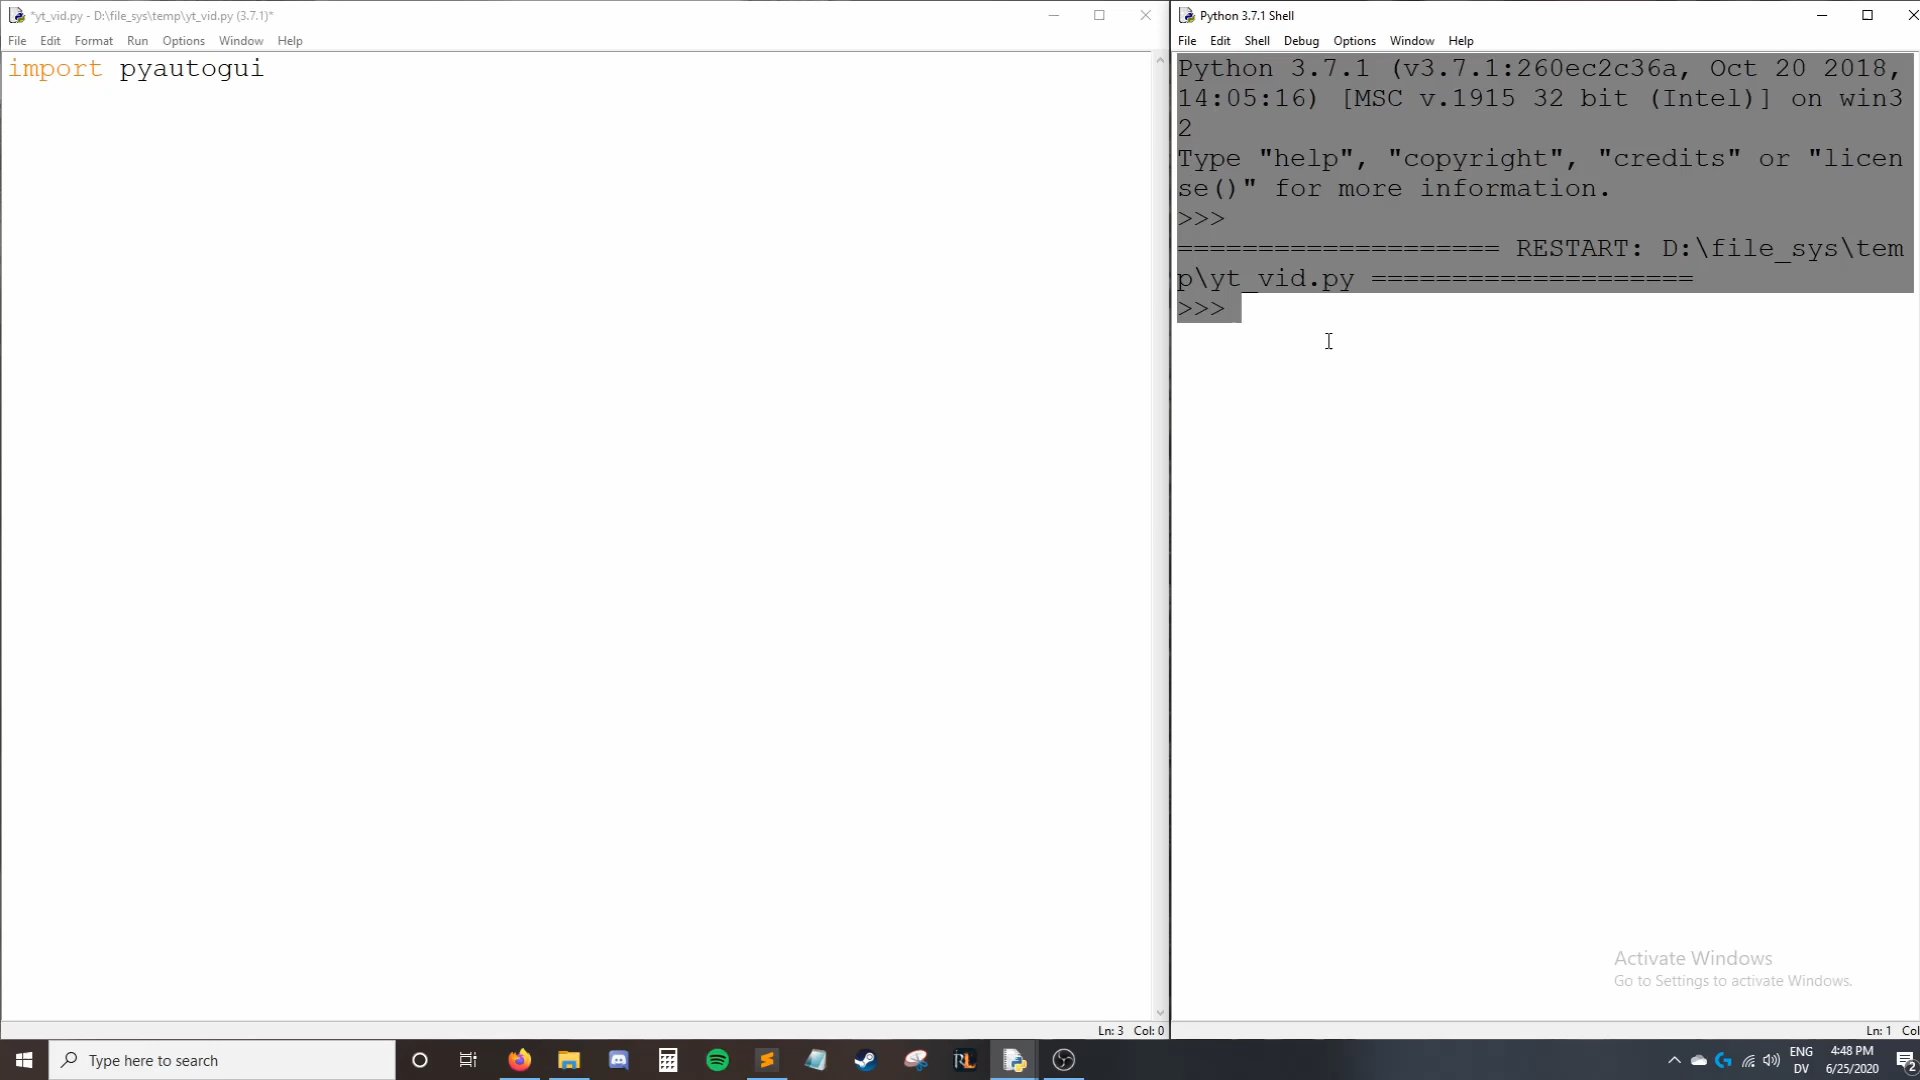 *yt_vid.py - D:\file_sys\temp\yt_vid.py (3.7.1)*
File Edit Format Run Options Window Help
import pyautogui
Ln: 3 Col: 0
Python 3.7.1 Shell
File Edit Shell Debug Options Window Help
Python 3.7.1 (v3.7.1:260ec2c36a, Oct 20 2018,
14:05:16) [MSC v.1915 32 bit (Intel)] on win3
2
Type "help", "copyright", "credits" or "licen
se()" for more information.
>>>
==================== RESTART: D:\file_sys\tem
p\yt_vid.py ====================
>>>
Activate Windows
Go to Settings to activate Windows.
Ln: 1 Col
Type here to search
RL
ENG
DV
4:48 PM
6/25/2020
2